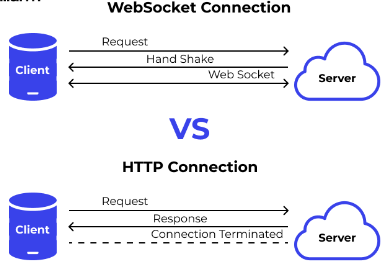 WebSocket Connection
Request
Hand Shake
Web Socket
Client
Server
VS
HTTP Connection
Request
Response
Connection Terminated
Client
Server